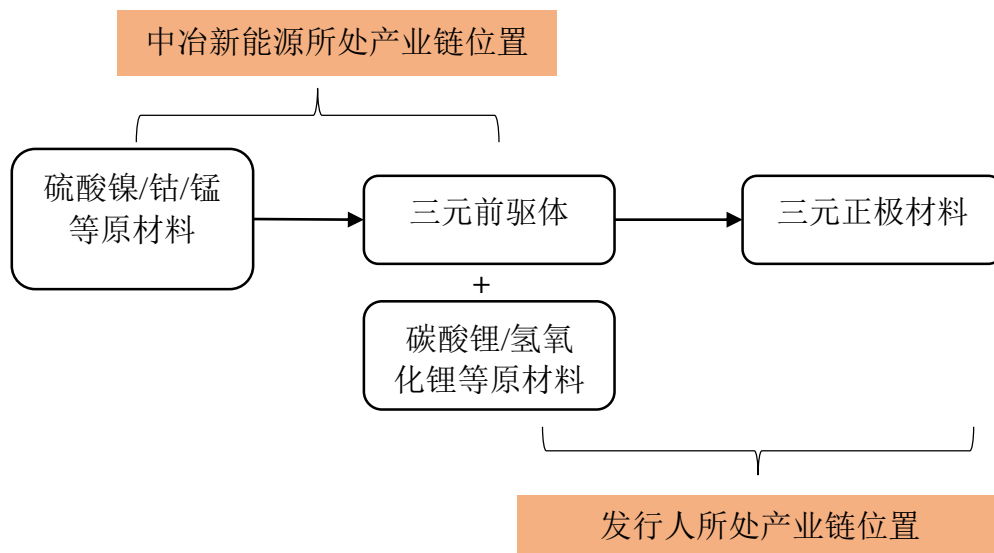 中冶新能源所处产业链位置
硫酸镍/钴/锰
等原材料
三元前驱体
三元正极材料
+
碳酸锂/氢氧
化锂等原材料
发行人所处产业链位置